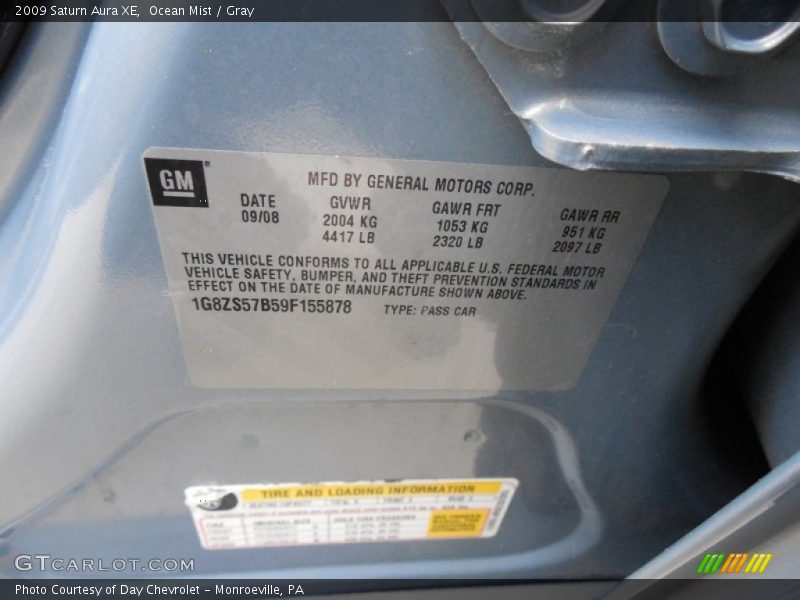 2009 Saturn Aura XE, Ocean Mist / Gray
GM
MFD BY GENERAL MOTORS CORP.
DATE GVWR GAWR FRT GAWR RR
09/08 2004 KG 1053 KG 951 KG
4417 LB 2320 LB 2097 LB
THIS VEHICLE CONFORMS TO ALL APPLICABLE U.S. FEDERAL MOTOR
VEHICLE SAFETY, BUMPER, AND THEFT PREVENTION STANDARDS IN
EFFECT ON THE DATE OF MANUFACTURE SHOWN ABOVE.
1G8ZS57B59F155878 TYPE: PASS CAR
TIRE AND LOADING INFORMATION
SEATING CAPACITY
GTCarLot.com
Photo Courtesy of Day Chevrolet - Monroeville, PA